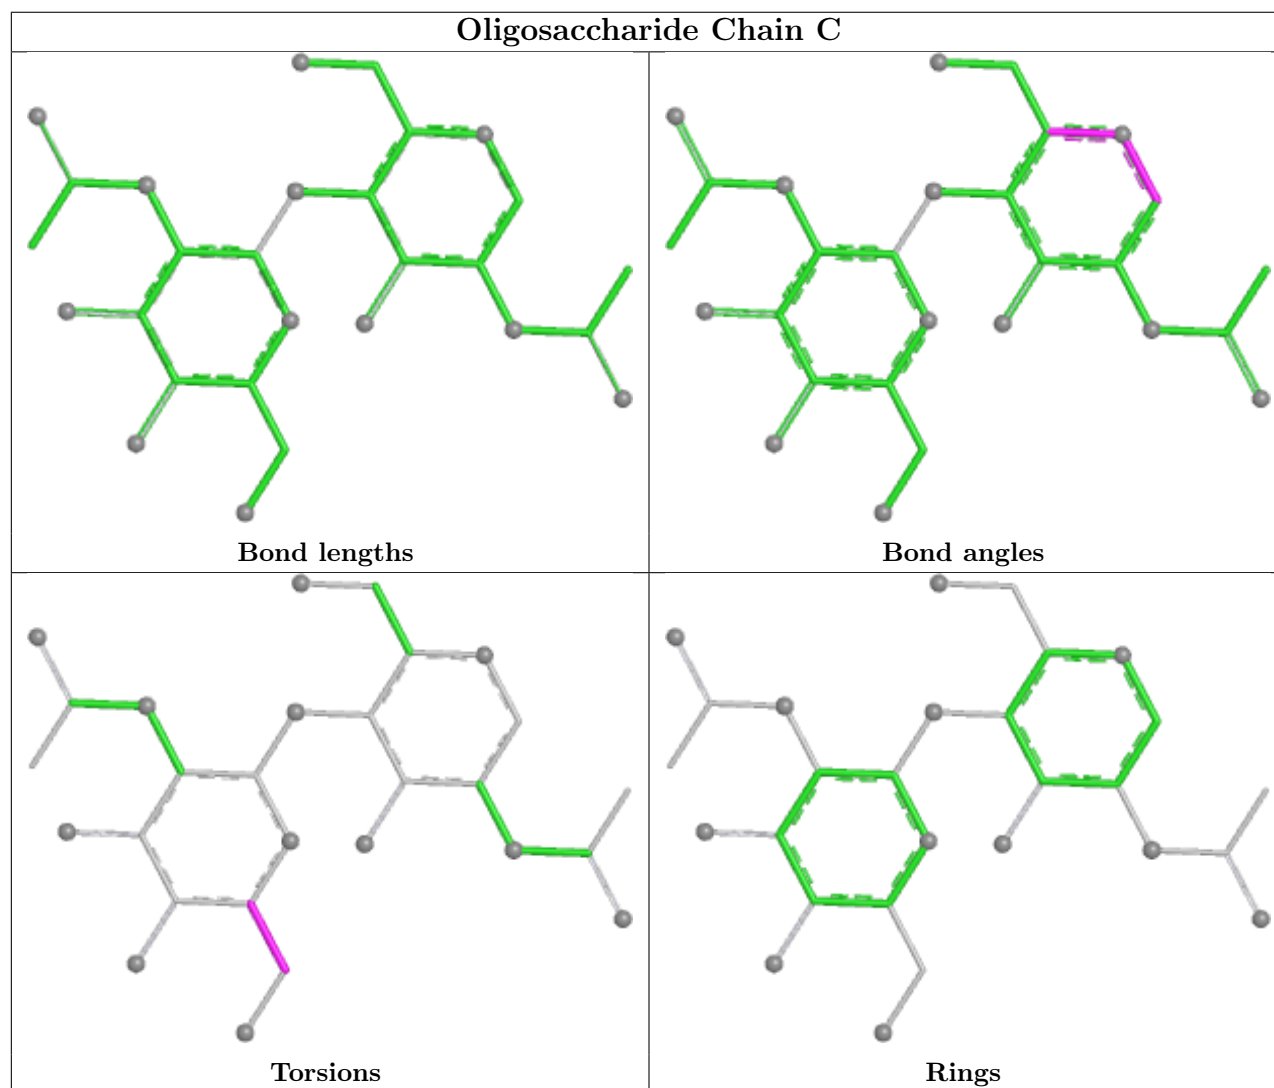 Oligosaccharide Chain C
Bond lengths
Bond angles
Torsions
Rings